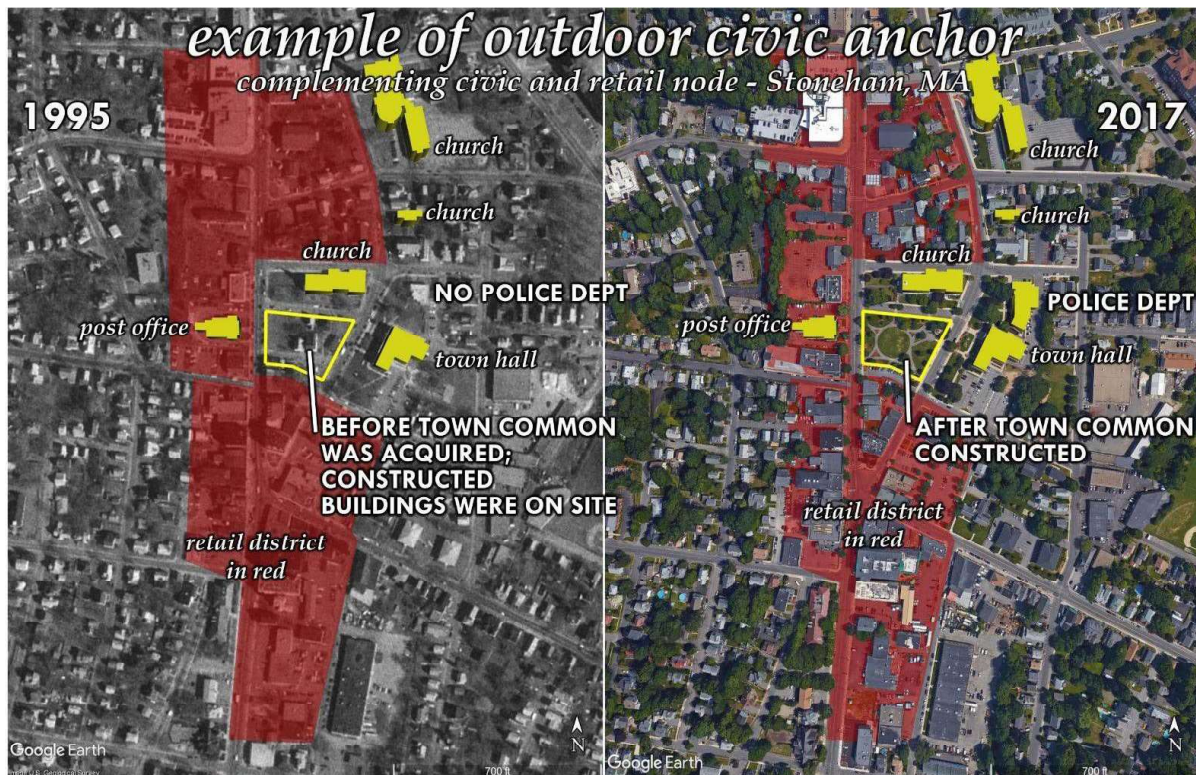 example of outdoor civic anchor
complementing civic and retail node - Stoneham, MA
1995
church
church
church
NO POLICE DEPT
post office
town hall
BEFORE TOWN COMMON
WAS ACQUIRED;
CONSTRUCTED
BUILDINGS WERE ON SITE
retail district
in red
Google Earth
Image U.S. Geological Survey
700 ft
N
2017
church
church
church
POLICE DEPT
post office
town hall
AFTER TOWN COMMON
CONSTRUCTED
retail district
in red
Google Earth
700 ft
N